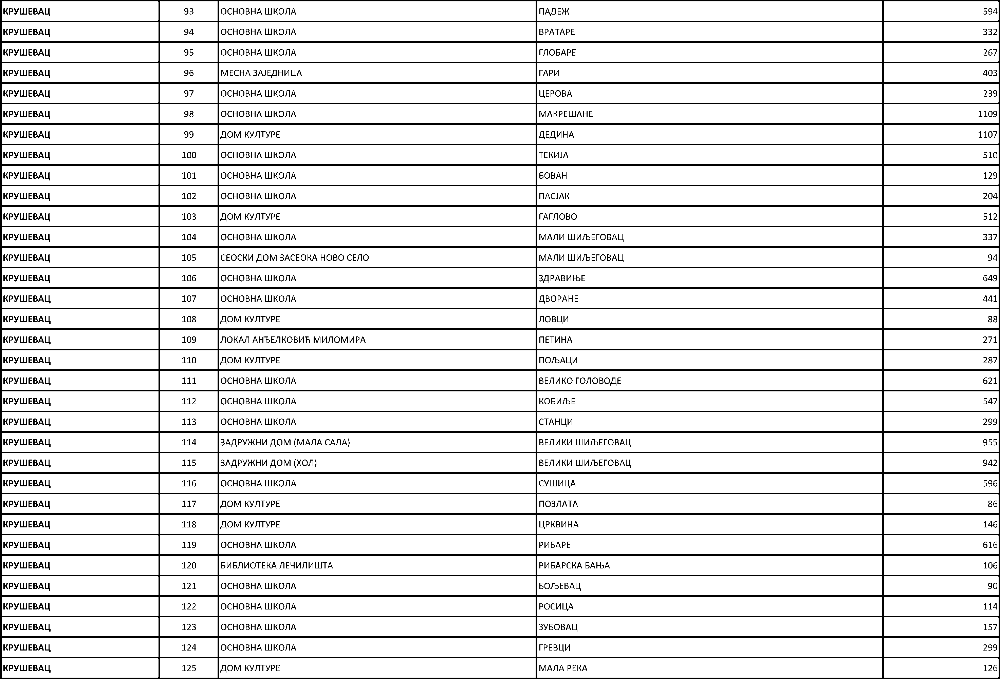 КРУШЕВАЦ 93 ОСНОВНА ШКОЛА ПАДЕЖ 594
КРУШЕВАЦ 94 ОСНОВНА ШКОЛА ВРАТАРЕ 332
КРУШЕВАЦ 95 ОСНОВНА ШКОЛА ГЛОБАРЕ 267
КРУШЕВАЦ 96 МЕСНА ЗАЈЕДНИЦА ГАРИ 403
КРУШЕВАЦ 97 ОСНОВНА ШКОЛА ЦЕРОВА 239
КРУШЕВАЦ 98 ОСНОВНА ШКОЛА МАКРЕШАНЕ 1109
КРУШЕВАЦ 99 ДОМ КУЛТУРЕ ДЕДИНА 1107
КРУШЕВАЦ 100 ОСНОВНА ШКОЛА ТЕКИЈА 510
КРУШЕВАЦ 101 ОСНОВНА ШКОЛА БОВАН 129
КРУШЕВАЦ 102 ОСНОВНА ШКОЛА ПАСЈАК 204
КРУШЕВАЦ 103 ДОМ КУЛТУРЕ ГАГЛОВО 512
КРУШЕВАЦ 104 ОСНОВНА ШКОЛА МАЛИ ШИЉЕГОВАЦ 337
КРУШЕВАЦ 105 СЕОСКИ ДОМ ЗАСЕОКА НОВО СЕЛО МАЛИ ШИЉЕГОВАЦ 94
КРУШЕВАЦ 106 ОСНОВНА ШКОЛА ЗДРАВИЊЕ 649
КРУШЕВАЦ 107 ОСНОВНА ШКОЛА ДВОРАНЕ 441
КРУШЕВАЦ 108 ДОМ КУЛТУРЕ ЛОВЦИ 88
КРУШЕВАЦ 109 ЛОКАЛ АНЂЕЛКОВИЋ МИЛОМИРА ПЕТИНА 271
КРУШЕВАЦ 110 ДОМ КУЛТУРЕ ПОЉАЦИ 287
КРУШЕВАЦ 111 ОСНОВНА ШКОЛА ВЕЛИКО ГОЛОВОДЕ 621
КРУШЕВАЦ 112 ОСНОВНА ШКОЛА КОБИЉЕ 547
КРУШЕВАЦ 113 ОСНОВНА ШКОЛА СТАНЦИ 299
КРУШЕВАЦ 114 ЗАДРУЖНИ ДОМ (МАЛА САЛА) ВЕЛИКИ ШИЉЕГОВАЦ 955
КРУШЕВАЦ 115 ЗАДРУЖНИ ДОМ (ХОЛ) ВЕЛИКИ ШИЉЕГОВАЦ 942
КРУШЕВАЦ 116 ОСНОВНА ШКОЛА СУШИЦА 596
КРУШЕВАЦ 117 ДОМ КУЛТУРЕ ПОЗЛАТА 86
КРУШЕВАЦ 118 ДОМ КУЛТУРЕ ЦРКВИНА 146
КРУШЕВАЦ 119 ОСНОВНА ШКОЛА РИБАРЕ 616
КРУШЕВАЦ 120 БИБЛИОТЕКА ЛЕЧИЛИШТА РИБАРСКА БАЊА 106
КРУШЕВАЦ 121 ОСНОВНА ШКОЛА БОЉЕВАЦ 90
КРУШЕВАЦ 122 ОСНОВНА ШКОЛА РОСИЦА 114
КРУШЕВАЦ 123 ОСНОВНА ШКОЛА ЗУБОВАЦ 157
КРУШЕВАЦ 124 ОСНОВНА ШКОЛА ГРЕВЦИ 299
КРУШЕВАЦ 125 ДОМ КУЛТУРЕ МАЛА РЕКА 126